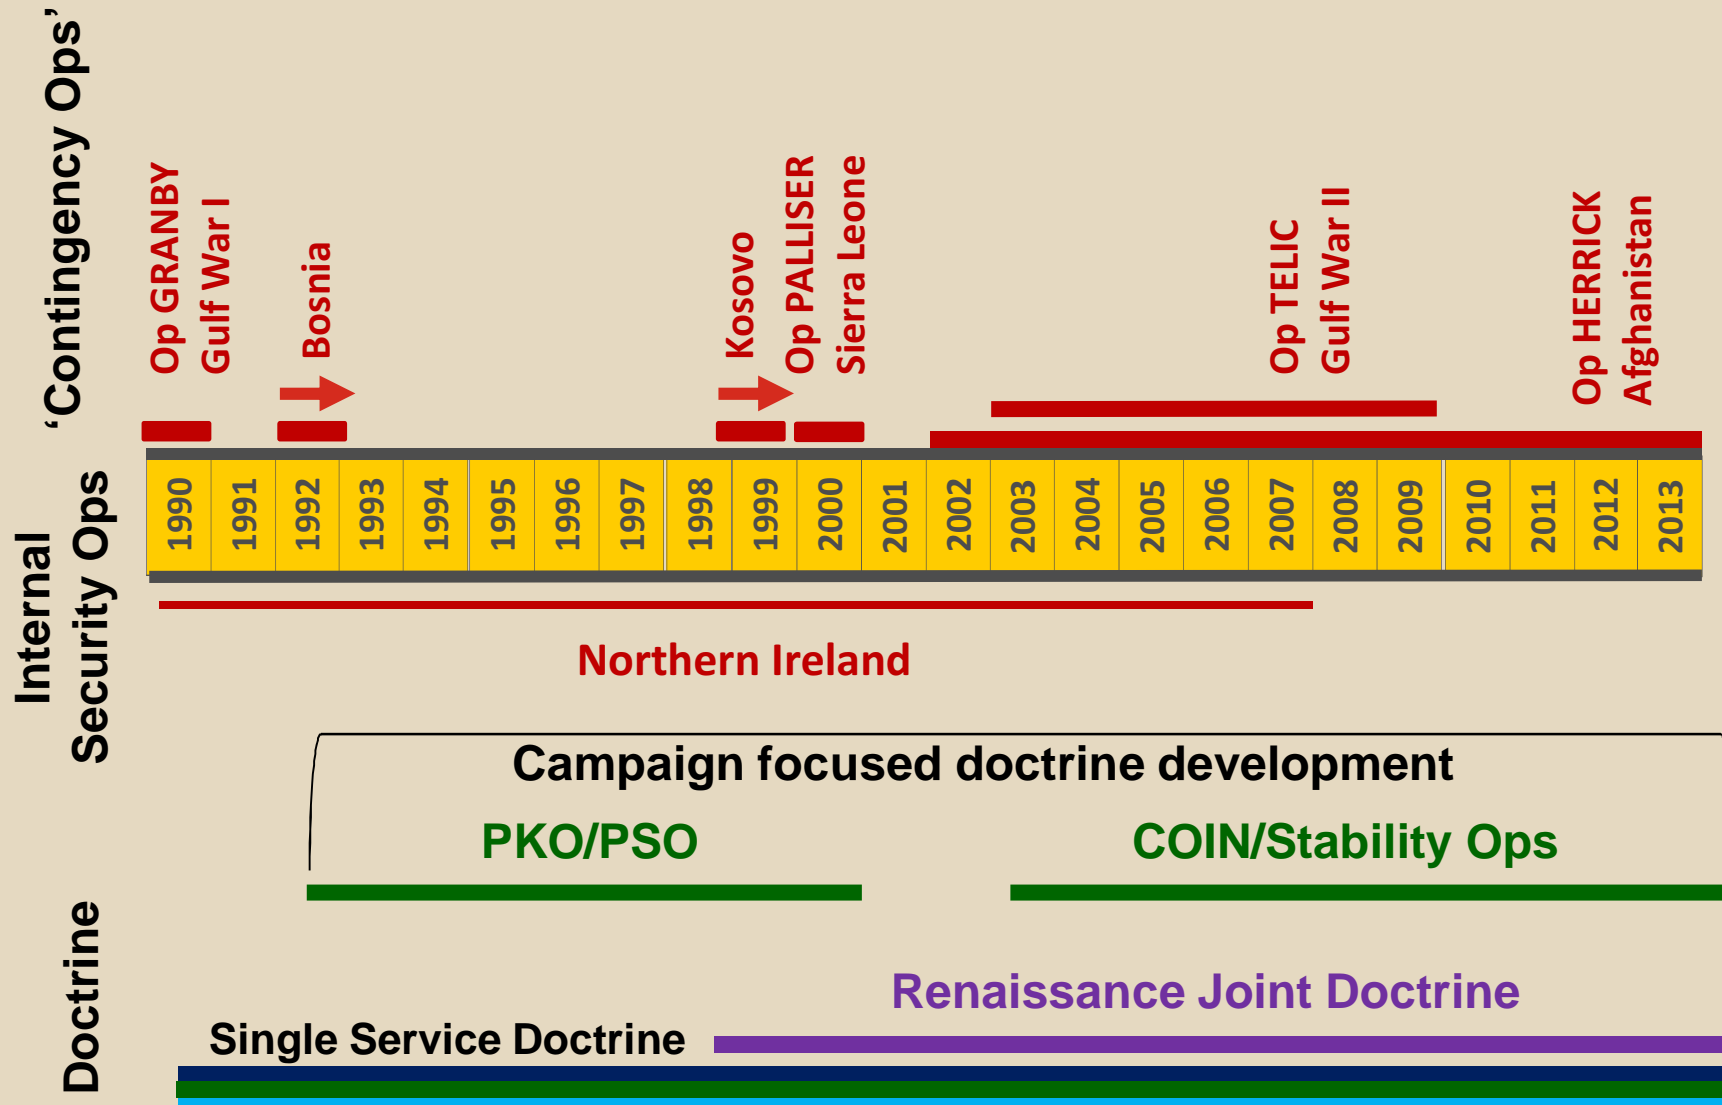 ‘Contingency Ops’
Op GRANBY
Gulf War I
Bosnia
Kosovo
Op PALLISER
Sierra Leone
Op TELIC
Gulf War II
Op HERRICK
Afghanistan
Internal
Security Ops
1990
1991
1992
1993
1994
1995
1996
1997
1998
1999
2000
2001
2002
2003
2004
2005
2006
2007
2008
2009
2010
2011
2012
2013
Northern Ireland
Doctrine
Campaign focused doctrine development
PKO/PSO
COIN/Stability Ops
Renaissance Joint Doctrine
Single Service Doctrine